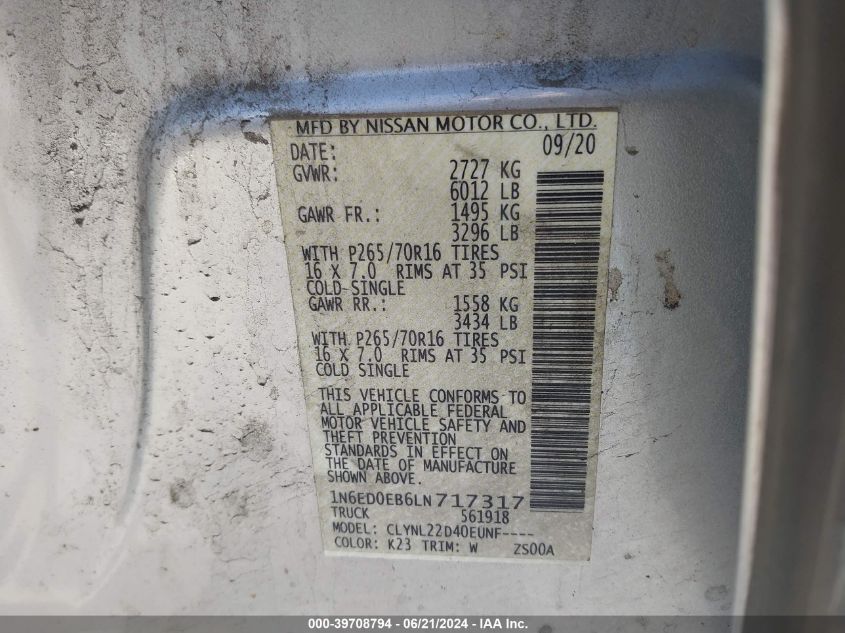 MFD BY NISSAN MOTOR CO., LTD.
DATE: 09/20
GVWR: 2727 KG
6012 LB
GAWR FR.: 1495 KG
3296 LB
WITH P265/70R16 TIRES
16 X 7.0 RIMS AT 35 PSI
COLD-SINGLE
GAWR RR.: 1558 KG
3434 LB
WITH P265/70R16 TIRES
16 X 7.0 RIMS AT 35 PSI
COLD SINGLE
THIS VEHICLE CONFORMS TO
ALL APPLICABLE FEDERAL
MOTOR VEHICLE SAFETY AND
THEFT PREVENTION
STANDARDS IN EFFECT ON
THE DATE OF MANUFACTURE
SHOWN ABOVE.
1N6ED0EB6LN717317
TRUCK 561918
MODEL: CLYNL22D40EUNF----
COLOR: K23 TRIM: W ZS00A
000-39708794 - 06/21/2024 - IAA Inc.